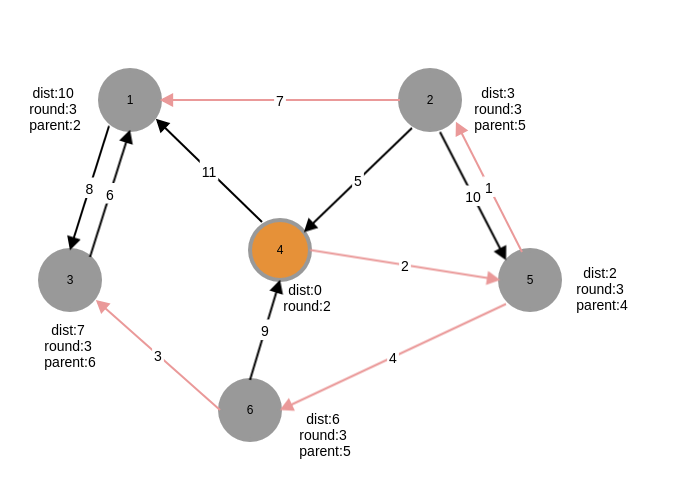 1
dist:10
round:3
parent:2
7
2
dist:3
round:3
parent:5
11
5
8
6
10
1
4
dist:0
round:2
2
3
5
dist:2
round:3
parent:4
dist:7
round:3
parent:6
9
3
4
6
dist:6
round:3
parent:5